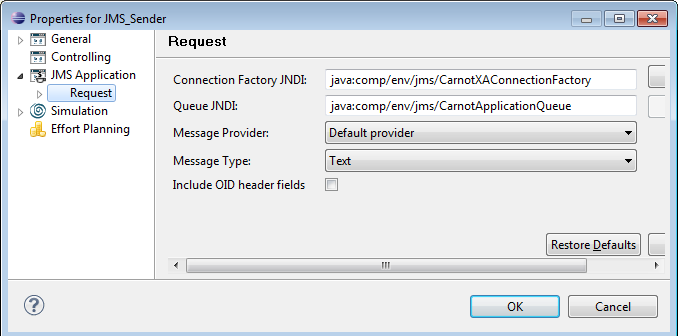 Properties for JMS_Sender
General
Controlling
JMS Application
Request
Simulation
Effort Planning
Request
Connection Factory JNDI: java:comp/env/jms/CarnotXAConnectionFactory
Queue JNDI: java:comp/env/jms/CarnotApplicationQueue
Message Provider: Default provider
Message Type: Text
Include OID header fields
Restore Defaults
OK Cancel